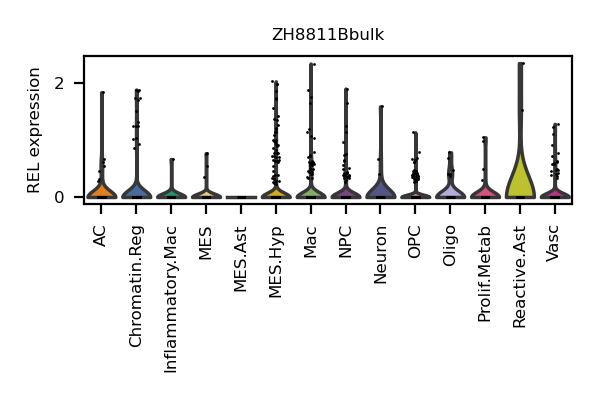 ZH8811Bbulk
REL expression
2
0
AC
Chromatin.Reg
Inflammatory.Mac
MES
MES.Ast
MES.Hyp
Mac
NPC
Neuron
OPC
Oligo
Prolif.Metab
Reactive.Ast
Vasc